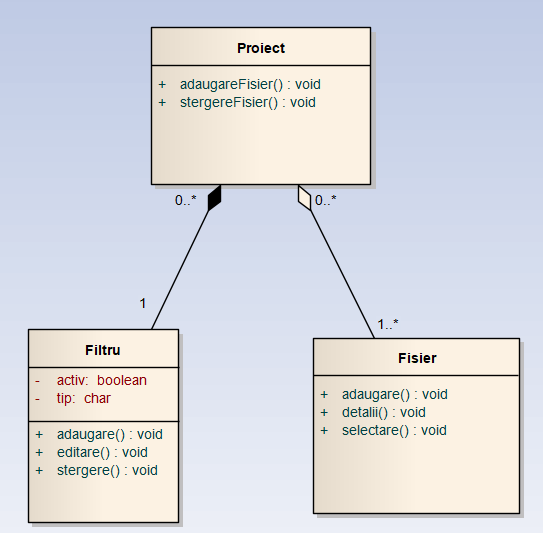 Proiect
+ adaugareFisier() : void
+ stergereFisier() : void
0..*
0..*
1
1..*
Filtru
- activ: boolean
- tip: char
+ adaugare() : void
+ editare() : void
+ stergere() : void
Fisier
+ adaugare() : void
+ detalii() : void
+ selectare() : void